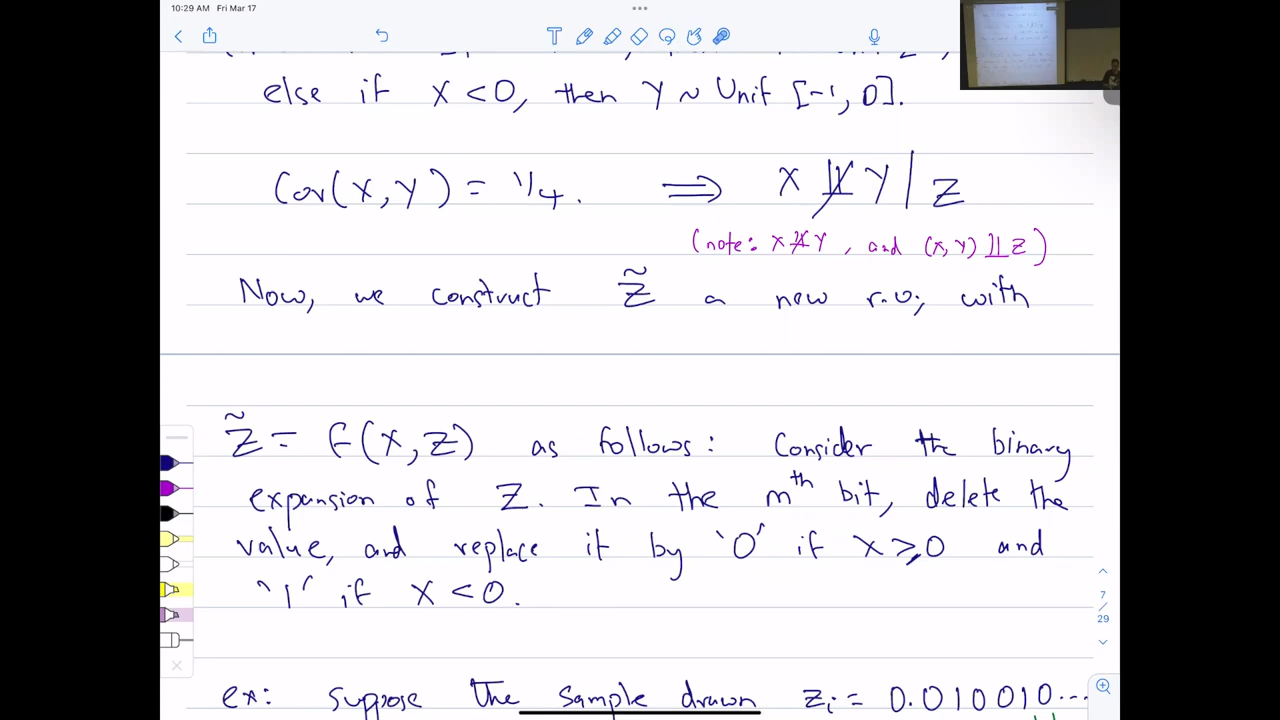 10:29 AM Fri Mar 17
else if X < 0, then Y ~ Unif [-1, 0].
Cov(X, Y) = 1/4. ⟹ X ⫫̸ Y | Z
(note: X ⫫̸ Y, and (X, Y) ⫫ Z)
Now, we construct Z̃ a new r.v; with
Z̃ = f(X, Z) as follows: Consider the binary
expansion of Z. In the mth bit, delete the
value, and replace it by '0' if X ≥ 0 and
'1' if X < 0.
7
/
29
ex: Suppose the sample drawn zi = 0.010010...